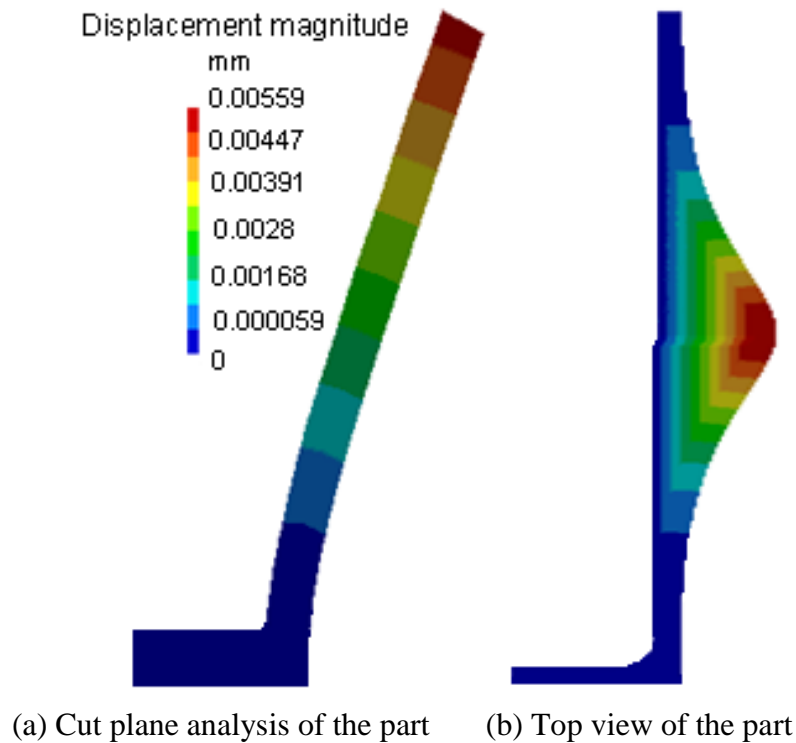 Displacement magnitude
mm
0.00559
0.00447
0.00391
0.0028
0.00168
0.000059
0
(a) Cut plane analysis of the part
(b) Top view of the part